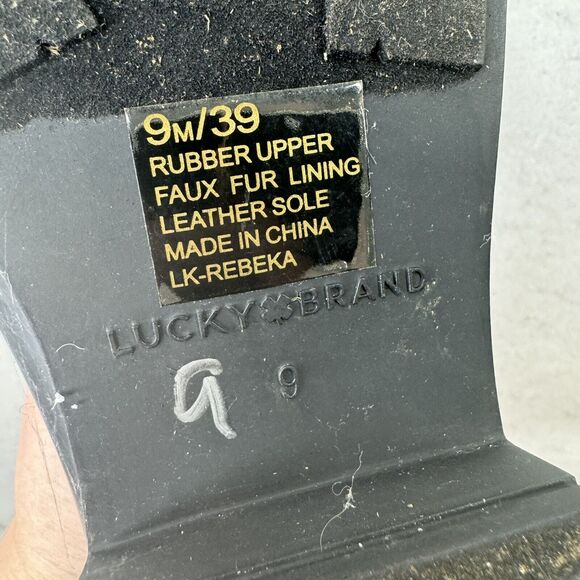 9M/39
RUBBER UPPER
FAUX FUR LINING
LEATHER SOLE
MADE IN CHINA
LK-REBEKA
LUCKY BRAND
9 9